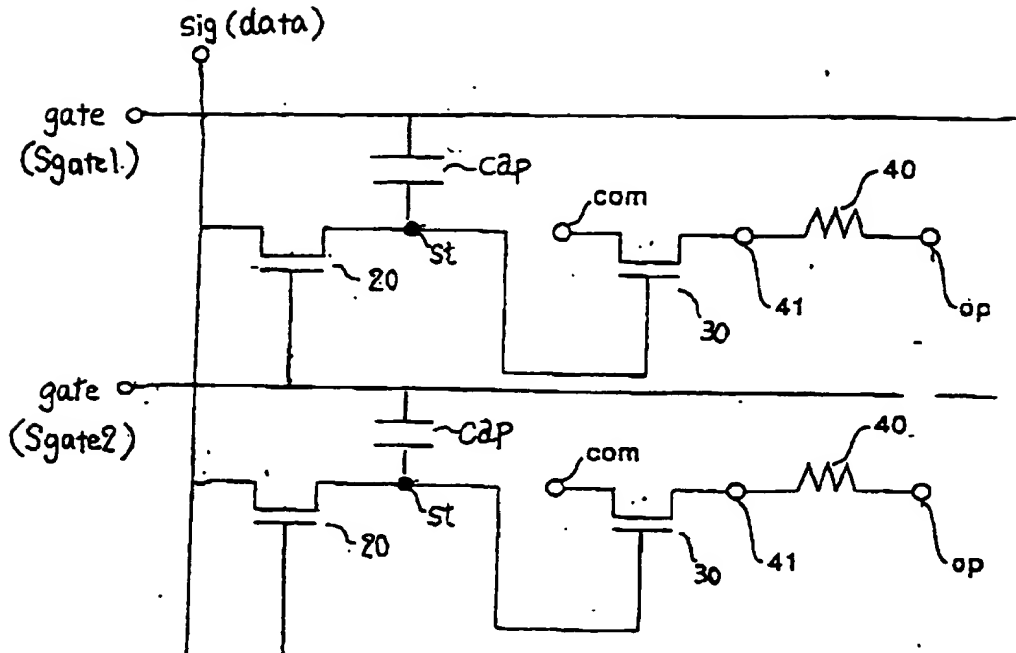 sig (data)
gate
(Sgate1.)
cap
com
40
st
20
30
41
op
gate
(Sgate2)
cap
com
40
st
20
30
41
op